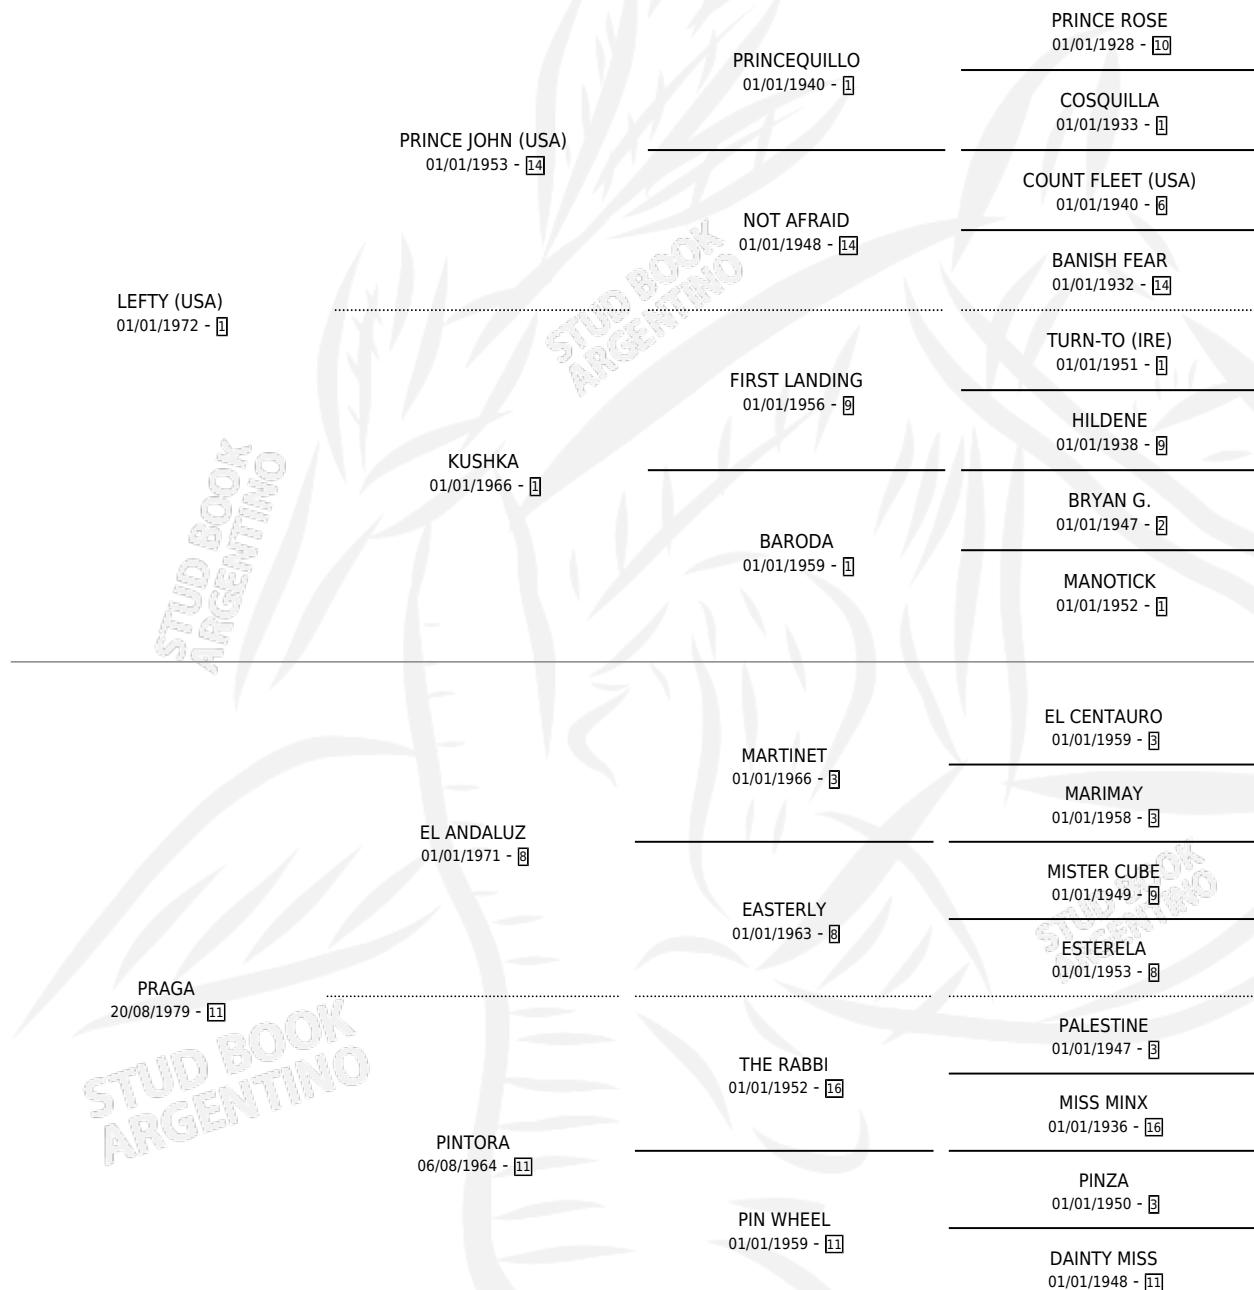 PRINCE ROSE
01/01/1928 - 10
PRINCEQUILLO
01/01/1940 - 1
COSQUILLA
01/01/1933 - 1
PRINCE JOHN (USA)
01/01/1953 - 14
COUNT FLEET (USA)
01/01/1940 - 6
NOT AFRAID
01/01/1948 - 14
BANISH FEAR
01/01/1932 - 14
LEFTY (USA)
01/01/1972 - 1
TURN-TO (IRE)
01/01/1951 - 1
FIRST LANDING
01/01/1956 - 9
HILDENE
01/01/1938 - 9
KUSHKA
01/01/1966 - 1
BRYAN G.
01/01/1947 - 2
BARODA
01/01/1959 - 1
MANOTICK
01/01/1952 - 1
EL CENTAURO
01/01/1959 - 3
MARTINET
01/01/1966 - 3
MARIMAY
01/01/1958 - 3
EL ANDALUZ
01/01/1971 - 8
MISTER CUBE
01/01/1949 - 9
EASTERLY
01/01/1963 - 8
ESTERELA
01/01/1953 - 8
PRAGA
20/08/1979 - 11
PALESTINE
01/01/1947 - 3
THE RABBI
01/01/1952 - 16
MISS MINX
01/01/1936 - 16
PINTORA
06/08/1964 - 11
PINZA
01/01/1950 - 3
PIN WHEEL
01/01/1959 - 11
DAINTY MISS
01/01/1948 - 11
STUD BOOK
ARGENTINO
STUD BOOK
ARGENTINO
STUD BOOK
ARGENTINO
STUD BOOK
ARGENTINO